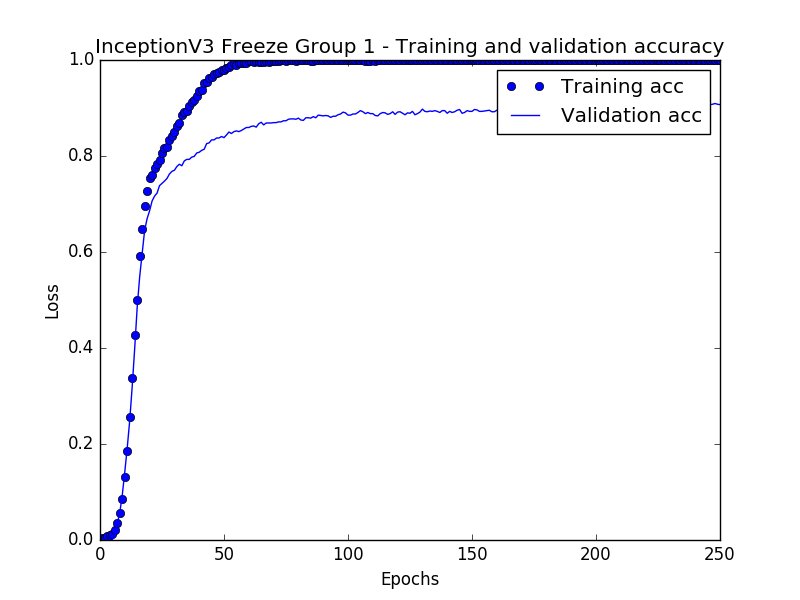 InceptionV3 Freeze Group 1 - Training and validation accuracy
1.0
Training acc
Validation acc
0.8
0.6
Loss
0.4
0.2
0.0
0 50 100 150 200 250
Epochs